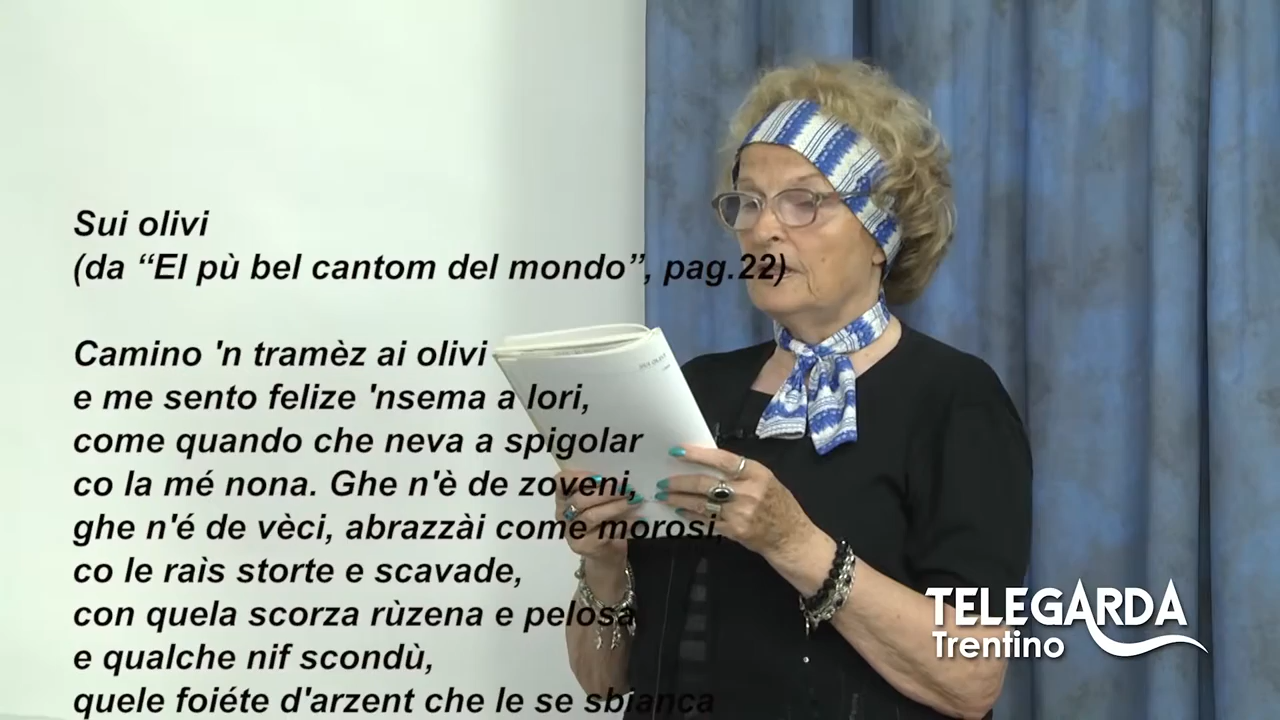 Sui olivi
(da “El pù bel cantom del mondo”, pag.22)
Camino 'n tramèz ai olivi
e me sento felize 'nsema a lori,
come quando che neva a spigolar
co la mé nona. Ghe n'è de zoveni,
ghe n'é de vèci, abrazzài come morosi,
co le raìs storte e scavade,
con quela scorza rùzena e pelosa
e qualche nif scondù,
quele foiéte d'arzent che le se sbianca
TELEGARDA
Trentino